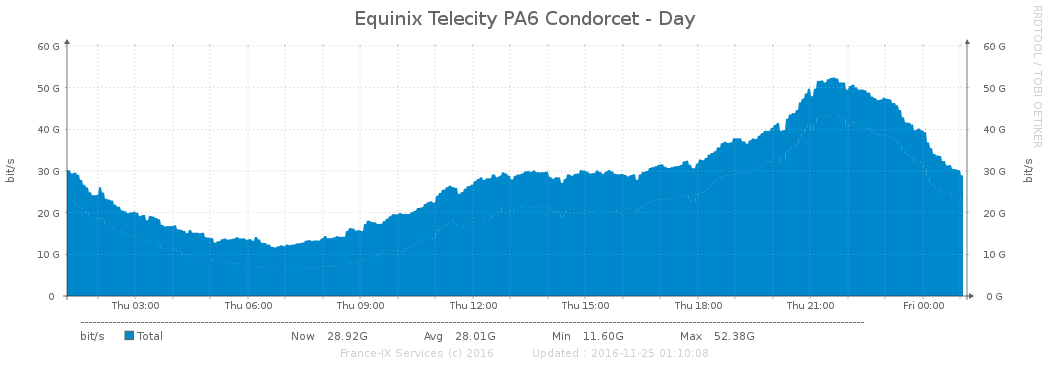 Equinix Telecity PA6 Condorcet - Day
RRDTOOL / TOBI OETIKER
60 G 60 G
50 G 50 G
40 G 40 G
30 G 30 G
20 G 20 G
10 G 10 G
0 0 G
bit/s bit/s
Thu 03:00 Thu 06:00 Thu 09:00 Thu 12:00 Thu 15:00 Thu 18:00 Thu 21:00 Fri 00:00
bit/s Total Now 28.92G Avg 28.01G Min 11.60G Max 52.38G
France-IX Services (c) 2016 Updated : 2016-11-25 01:10:08